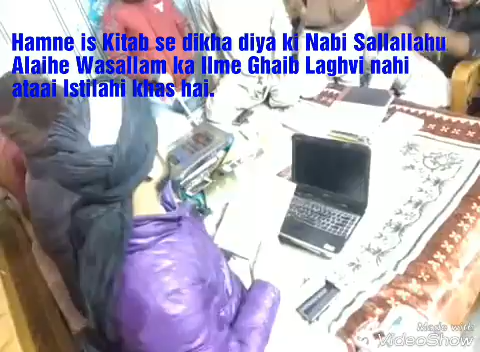 Hamne is Kitab se dikha diya ki Nabi Sallallahu
Alaihe Wasallam ka Ilme Ghaib Laghvi nahi
ataai Istilahi khas hai.
Made with
VideoShow